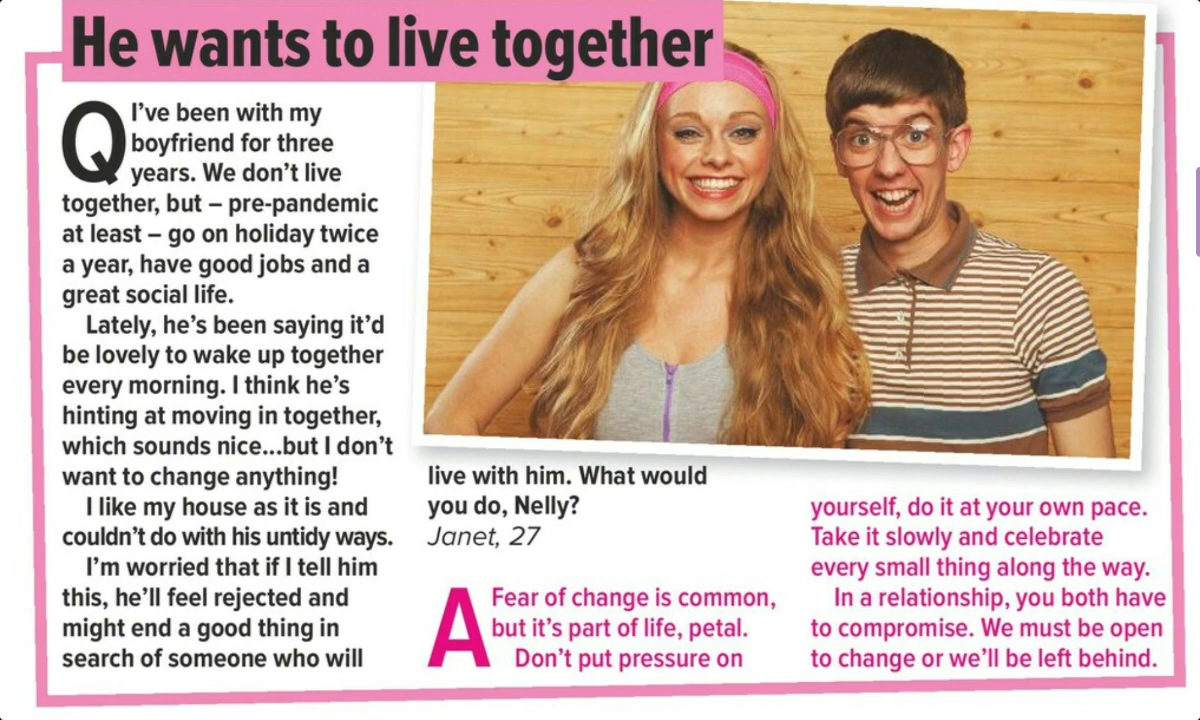 He wants to live together
Q I've been with my
boyfriend for three
years. We don't live
together, but – pre-pandemic
at least – go on holiday twice
a year, have good jobs and a
great social life.
Lately, he's been saying it'd
be lovely to wake up together
every morning. I think he's
hinting at moving in together,
which sounds nice...but I don't
want to change anything!
I like my house as it is and
couldn't do with his untidy ways.
I'm worried that if I tell him
this, he'll feel rejected and
might end a good thing in
search of someone who will
live with him. What would
you do, Nelly?
Janet, 27
A Fear of change is common,
but it's part of life, petal.
Don't put pressure on
yourself, do it at your own pace.
Take it slowly and celebrate
every small thing along the way.
In a relationship, you both have
to compromise. We must be open
to change or we'll be left behind.